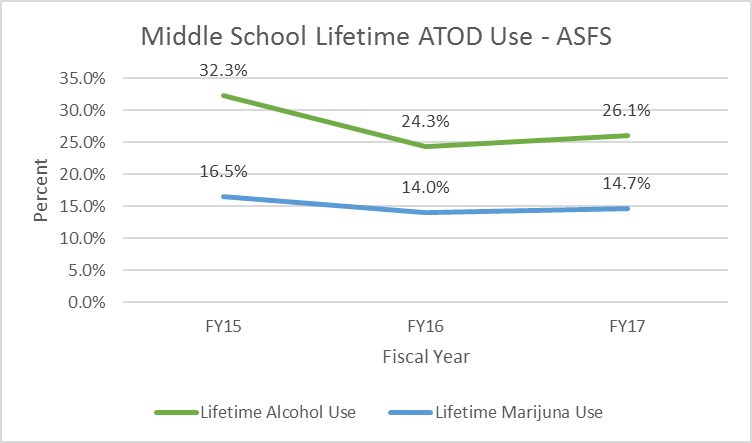 Middle School Lifetime ATOD Use - ASFS
35.0%
30.0%
25.0%
20.0%
15.0%
10.0%
5.0%
0.0%
Percent
32.3%
24.3%
26.1%
16.5%
14.0%
14.7%
FY15
FY16
FY17
Fiscal Year
Lifetime Alcohol Use
Lifetime Marijuna Use